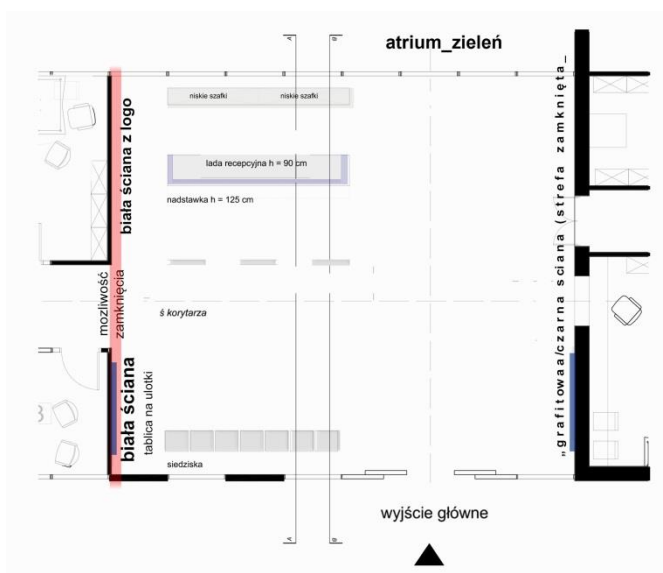 A
B
atrium_zieleń
niskie szafki
niskie szafki
biała ściana z logo
lada recepcyjna h = 90 cm
nadstawka h = 125 cm
możliwość
zamknięcia
ś korytarza
biała ściana
tablica na ulotki
siedziska
„grafitowaa/czarna sciana (strefa zamknięta_
wyjście główne
A
B